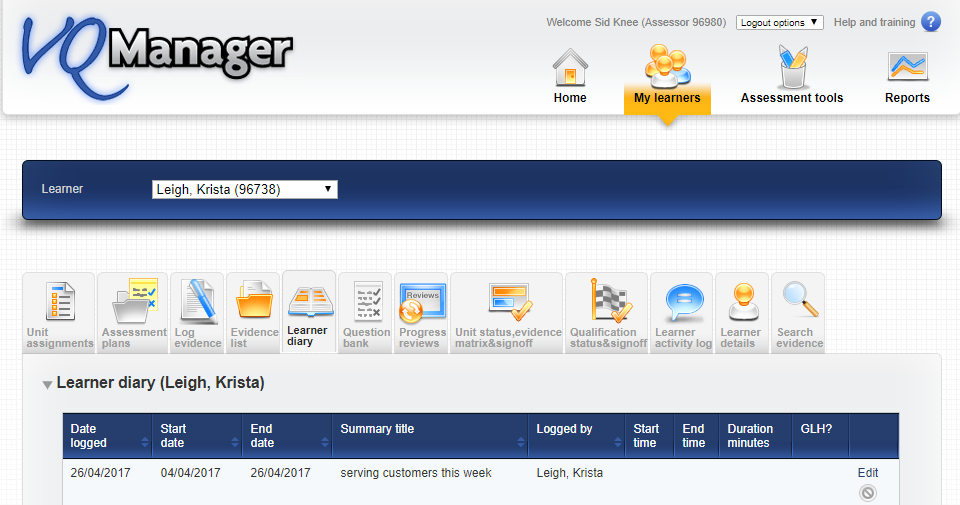 VQManager
Welcome Sid Knee (Assessor 96980) Logout options Help and training ?
Home My learners Assessment tools Reports
Learner Leigh, Krista (96738)
Reviews
Unit assignments
Assessment plans
Log evidence
Evidence list
Learner diary
Question bank
Progress reviews
Unit status,evidence matrix&signoff
Qualification status&signoff
Learner activity log
Learner details
Search evidence
Learner diary (Leigh, Krista)
Date logged Start date End date Summary title Logged by Start time End time Duration minutes GLH?
26/04/2017 04/04/2017 26/04/2017 serving customers this week Leigh, Krista Edit